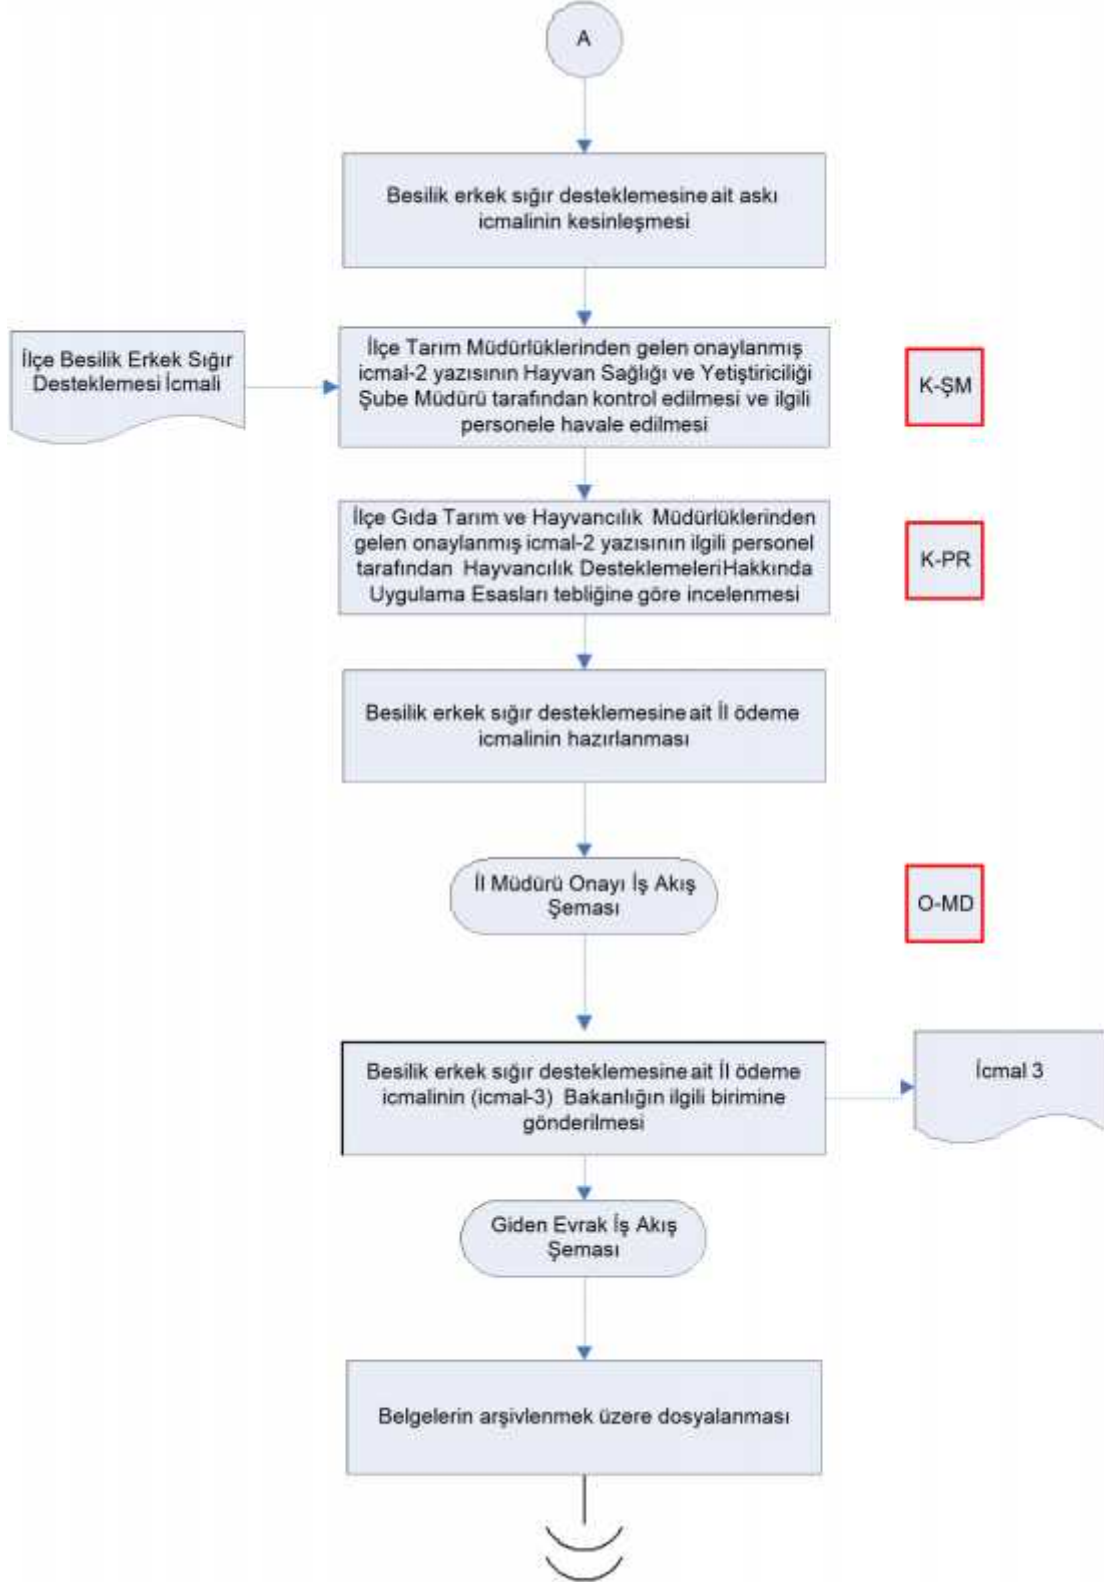 A
Besilik erkek sığır desteklemesine ait askı
icmalinin kesinleşmesi
İlçe Besilik Erkek Sığır
Desteklemesi İcmali
İlçe Tarım Müdürlüklerinden gelen onaylanmış
icmal-2 yazısının Hayvan Sağlığı ve Yetiştiriciliği
Şube Müdürü tarafından kontrol edilmesi ve ilgili
personele havale edilmesi
K-ŞM
İlçe Gıda Tarım ve Hayvancılık Müdürlüklerinden
gelen onaylanmış icmal-2 yazısının ilgili personel
tarafından Hayvancılık Desteklemeleri Hakkında
Uygulama Esasları tebliğine göre incelenmesi
K-PR
Besilik erkek sığır desteklemesine ait İl ödeme
icmalinin hazırlanması
İl Müdürü Onayı İş Akış
Şeması
O-MD
Besilik erkek sığır desteklemesine ait İl ödeme
icmalinin (icmal-3) Bakanlığın ilgili birimine
gönderilmesi
İcmal 3
Giden Evrak İş Akış
Şeması
Belgelerin arşivlenmek üzere dosyalanması